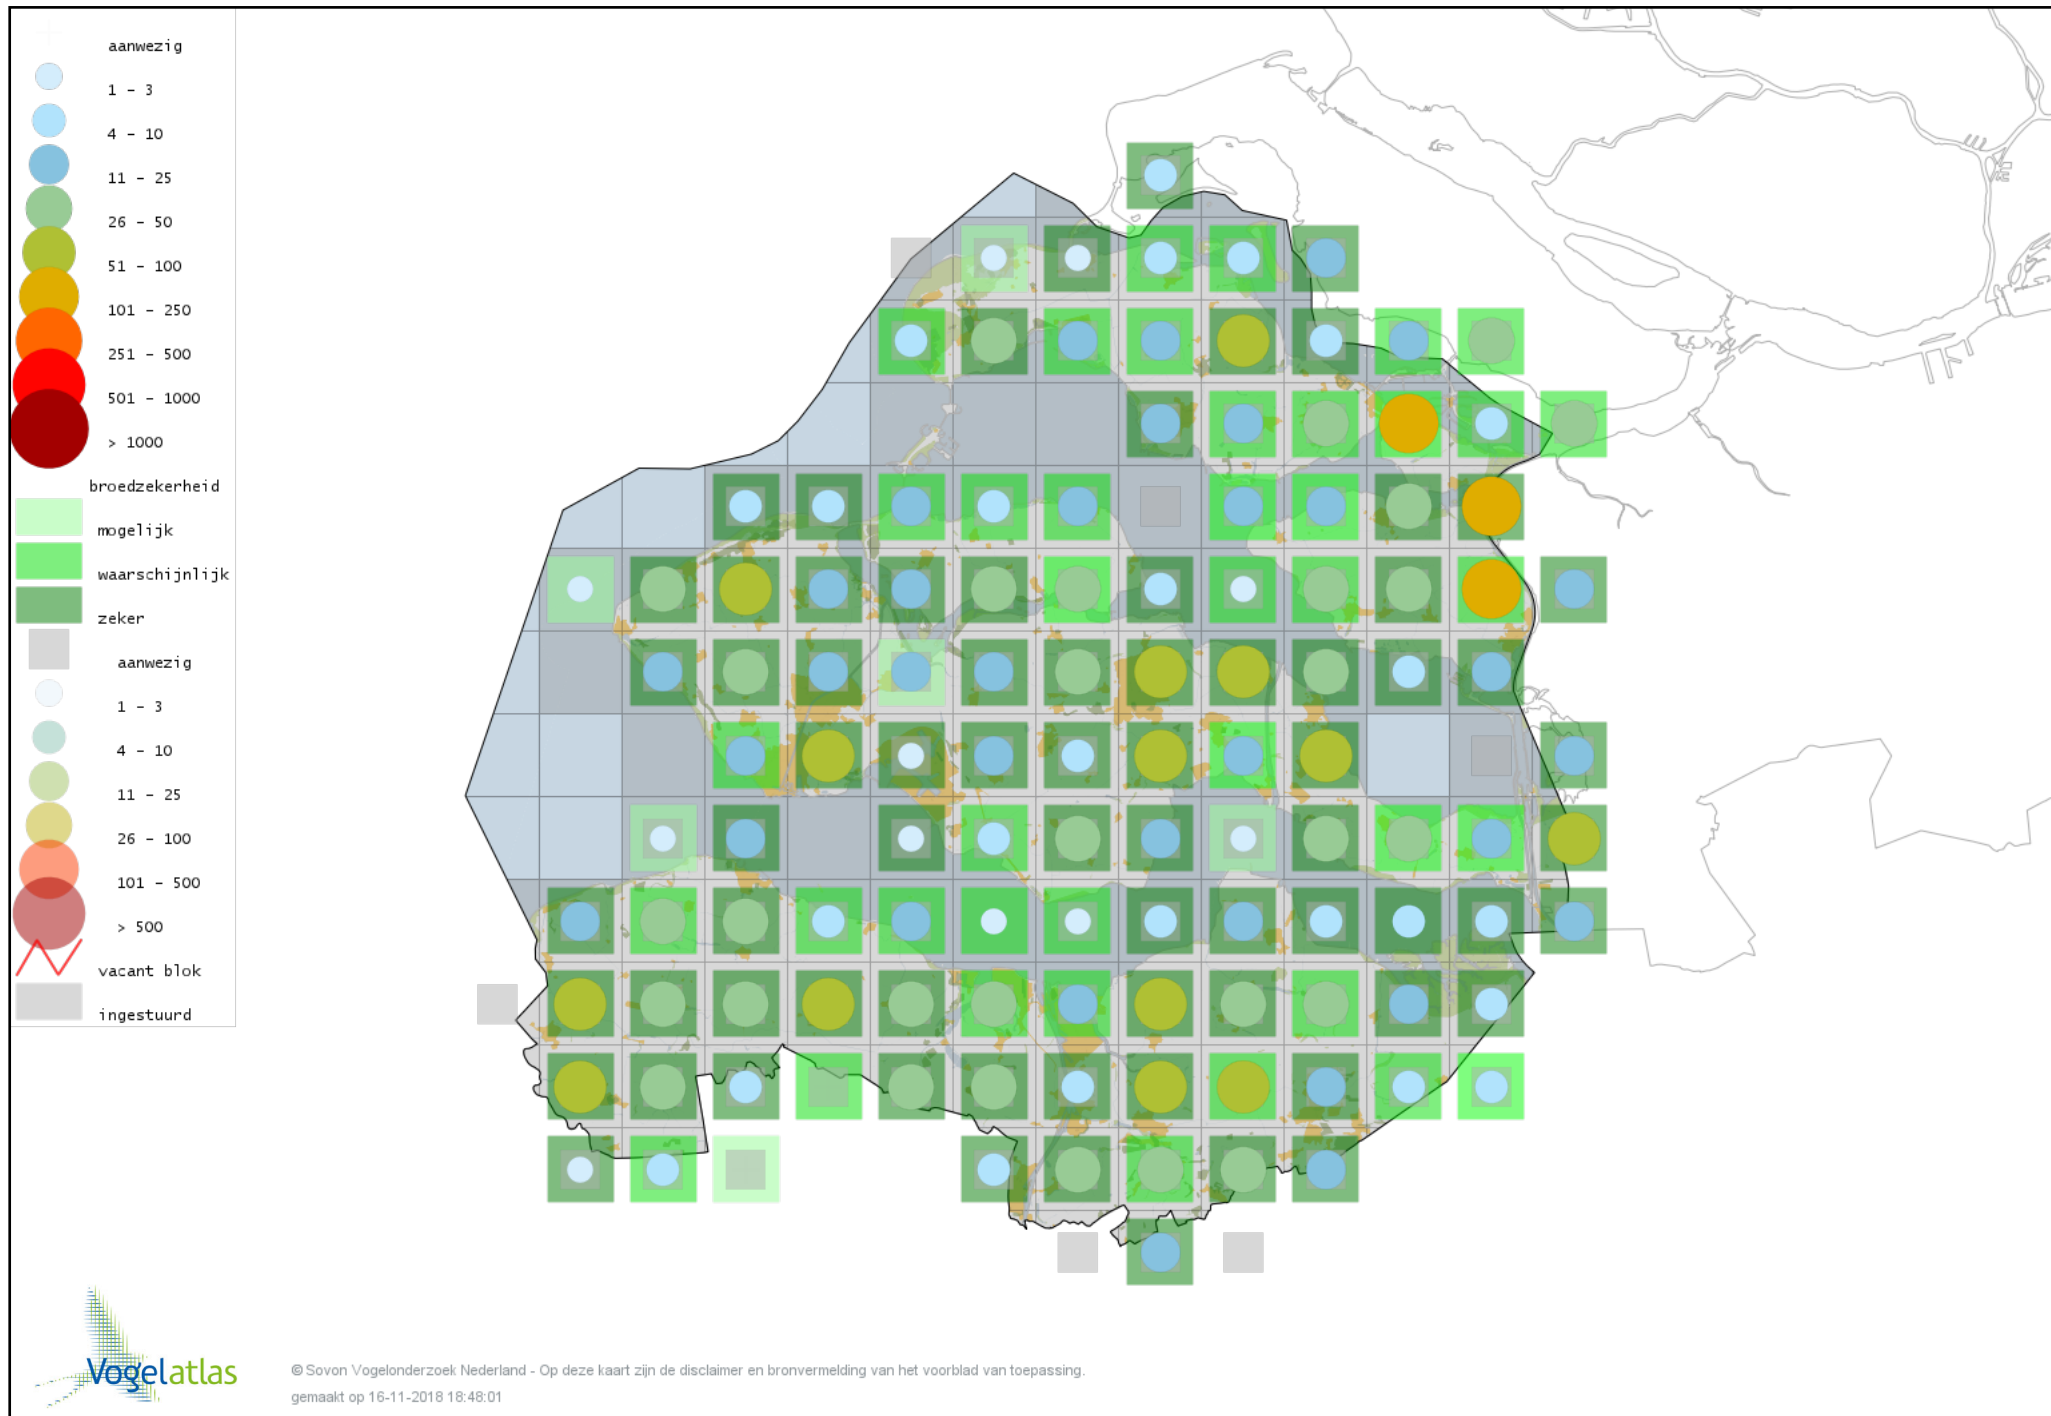 aanwezig
1 - 3
4 - 10
11 - 25
26 - 50
51 - 100
101 - 250
251 - 500
501 - 1000
> 1000
broedzekerheid
mogelijk
waarschijnlijk
zeker
aanwezig
1 - 3
4 - 10
11 - 25
26 - 100
101 - 500
> 500
vacant blok
ingestuurd
Vogelatlas
© Sovon Vogelonderzoek Nederland - Op deze kaart zijn de disclaimer en bronvermelding van het voorblad van toepassing.
gemaakt op 16-11-2018 18:48:01